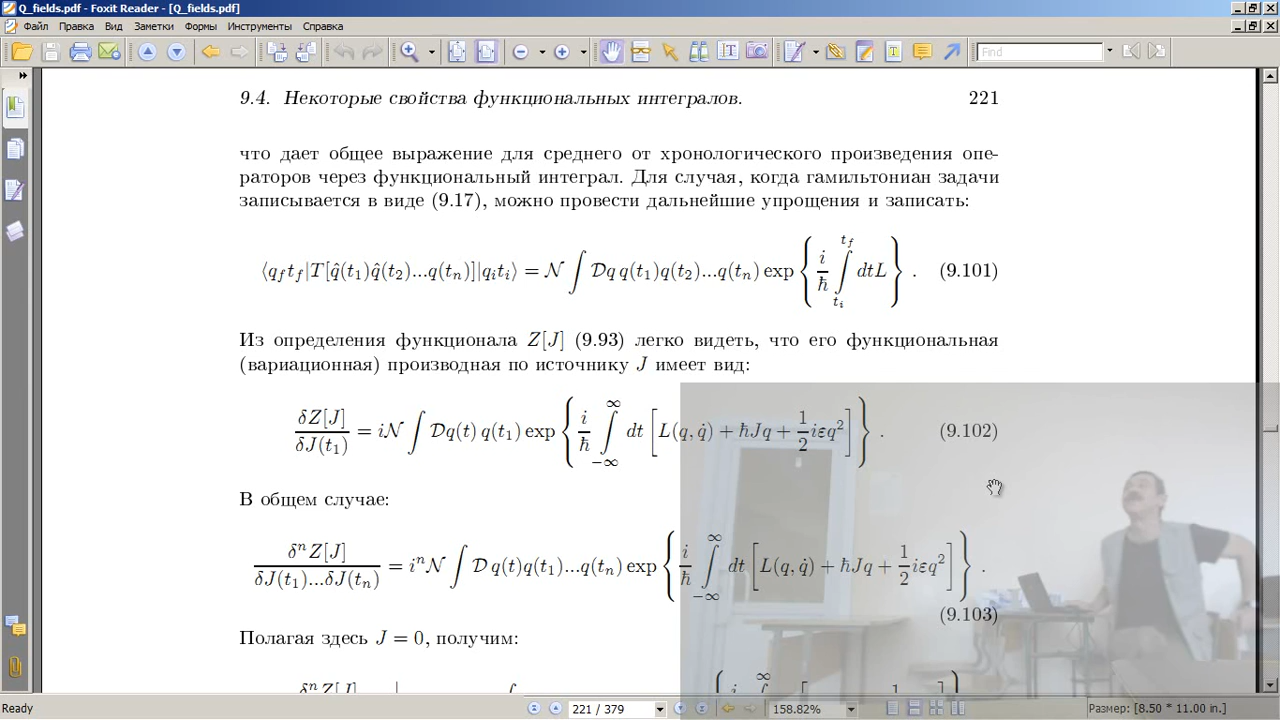 Q_fields.pdf - Foxit Reader - [Q_fields.pdf]
Файл Правка Вид Заметки Формы Инструменты Справка
Find
9.4. Некоторые свойства функциональных интегралов. 221
что дает общее выражение для среднего от хронологического произведения опе-
раторов через функциональный интеграл. Для случая, когда гамильтониан задачи
записывается в виде (9.17), можно провести дальнейшие упрощения и записать:
⟨q_f t_f|T[q̂(t_1)q̂(t_2)...q(t_n)]|q_i t_i⟩ = 𝒩 ∫ 𝒟q q(t_1)q(t_2)...q(t_n) exp { i/ħ ∫_{t_i}^{t_f} dtL } . (9.101)
Из определения функционала Z[J] (9.93) легко видеть, что его функциональная
(вариационная) производная по источнику J имеет вид:
δZ[J]/δJ(t_1) = i𝒩 ∫ 𝒟q(t) q(t_1) exp { i/ħ ∫_{-∞}^{∞} dt [ L(q, q̇) + ħJq + 1/2 iεq² ] } . (9.102)
В общем случае:
δⁿZ[J]/δJ(t_1)...δJ(t_n) = iⁿ𝒩 ∫ 𝒟q(t)q(t_1)...q(t_n) exp { i/ħ ∫_{-∞}^{∞} dt [ L(q, q̇) + ħJq + 1/2 iεq² ] } .
(9.103)
Полагая здесь J = 0, получим:
Ready 221 / 379 158.82% Размер: [8.50 * 11.00 in.]